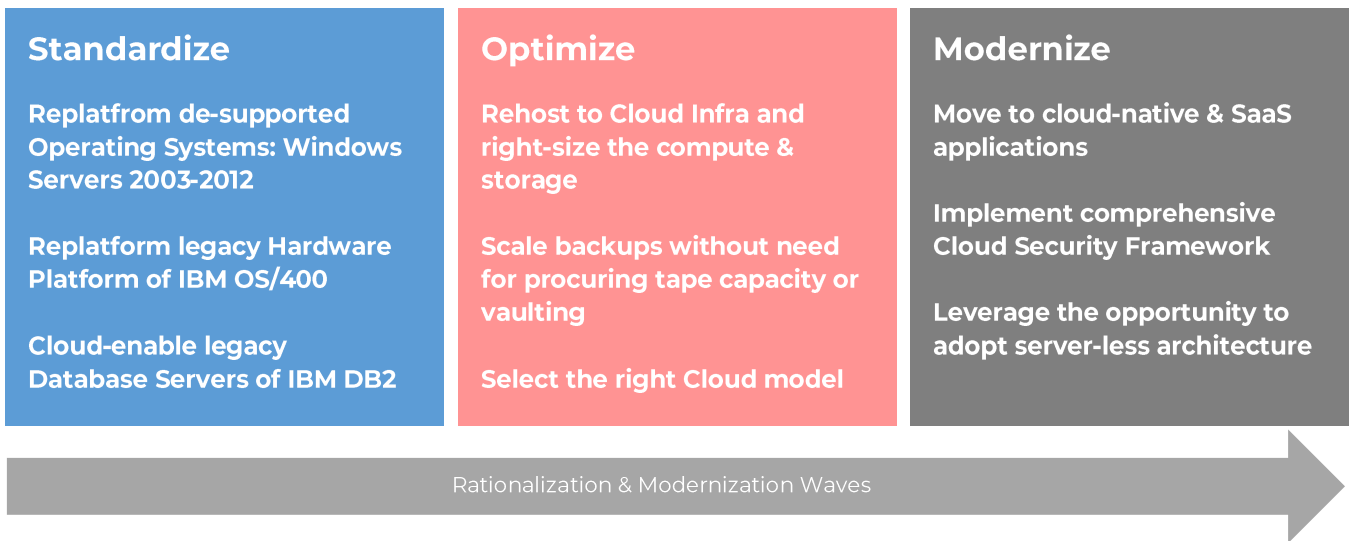 Standardize
Replatfrom de-supported
Operating Systems: Windows
Servers 2003-2012
Replatform legacy Hardware
Platform of IBM OS/400
Cloud-enable legacy
Database Servers of IBM DB2
Optimize
Rehost to Cloud Infra and
right-size the compute &
storage
Scale backups without need
for procuring tape capacity or
vaulting
Select the right Cloud model
Modernize
Move to cloud-native & SaaS
applications
Implement comprehensive
Cloud Security Framework
Leverage the opportunity to
adopt server-less architecture
Rationalization & Modernization Waves